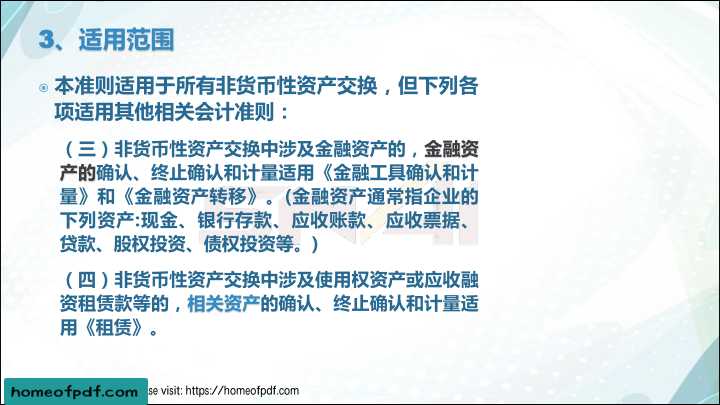 3、适用范围
本准则适用于所有非货币性资产交换，但下列各
项适用其他相关会计准则：
（三）非货币性资产交换中涉及金融资产的，金融资
产的确认、终止确认和计量适用《金融工具确认和计
量》和《金融资产转移》。(金融资产通常指企业的
下列资产:现金、银行存款、应收账款、应收票据、
贷款、股权投资、债权投资等。)
（四）非货币性资产交换中涉及使用权资产或应收融
资租赁款等的，相关资产的确认、终止确认和计量适
用《租赁》。
homeofpdf.com
se visit: https://homeofpdf.com